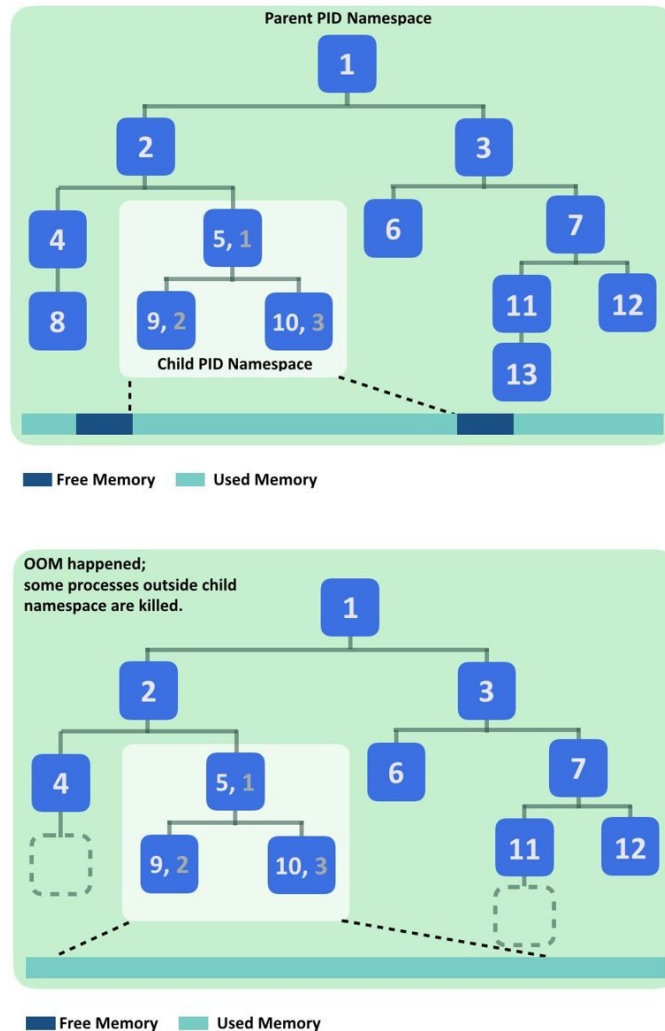 Parent PID Namespace
1
2
3
4
5, 1
6
7
8
9, 2
10, 3
11
12
Child PID Namespace
13
Free Memory
Used Memory
OOM happened;
some processes outside child
namespace are killed.
1
2
3
4
5, 1
6
7
9, 2
10, 3
11
12
Free Memory
Used Memory